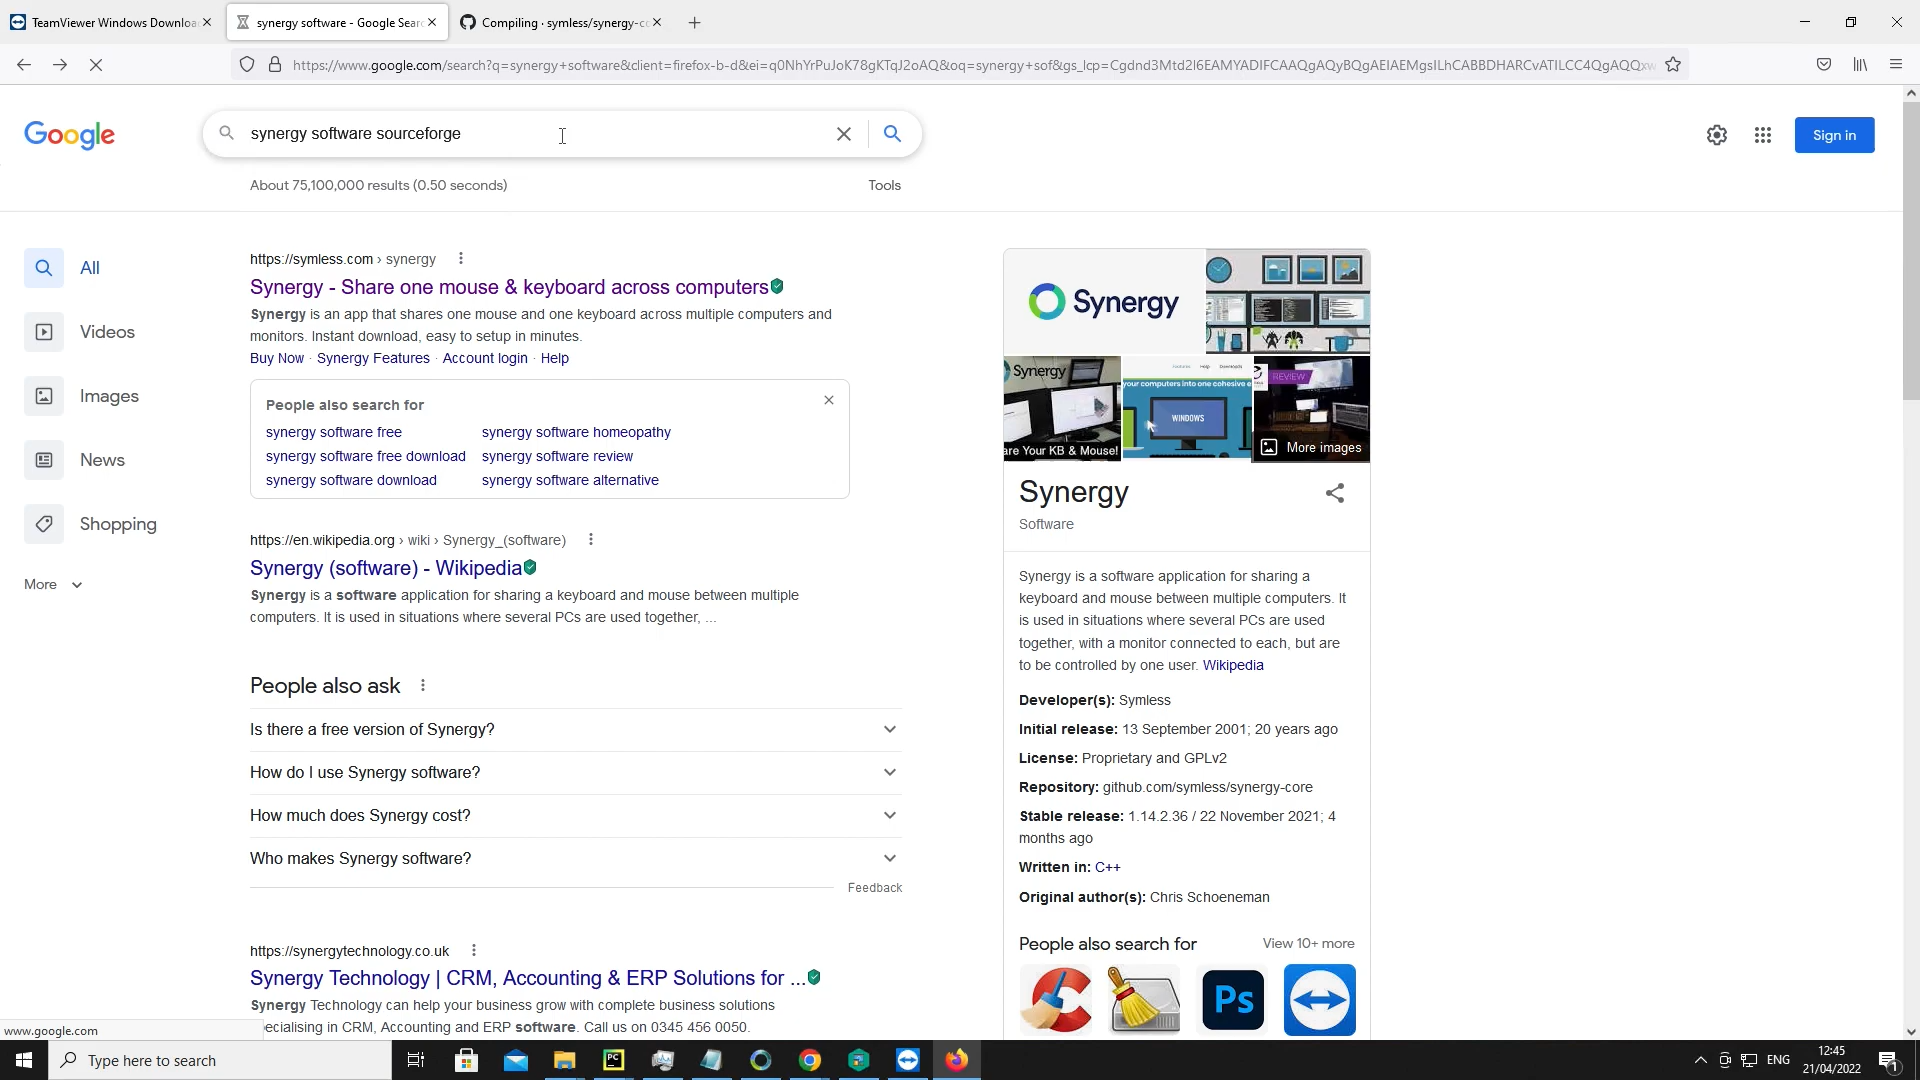 TeamViewer Windows Downloa
synergy software - Google Sear
Compiling · symless/synergy-co
https://www.google.com/search?q=synergy+software&client=firefox-b-d&ei=q0NhYrPuJoK78gKTqJ2oAQ&oq=synergy+sof&gs_lcp=Cgdnd3Mtd2l6EAMYADIFCAAQgAQyBQgAEIAEMgsILhCABBDHARCvATILCC4QgAQQxw
Google
synergy software sourceforge
Sign in
About 75,100,000 results (0.50 seconds)
Tools
All
Videos
Images
News
Shopping
More
https://symless.com › synergy
Synergy - Share one mouse & keyboard across computers
Synergy is an app that shares one mouse and one keyboard across multiple computers and
monitors. Instant download, easy to setup in minutes.
Buy Now · Synergy Features · Account login · Help
People also search for
synergy software free
synergy software homeopathy
synergy software free download
synergy software review
synergy software download
synergy software alternative
https://en.wikipedia.org › wiki › Synergy_(software)
Synergy (software) - Wikipedia
Synergy is a software application for sharing a keyboard and mouse between multiple
computers. It is used in situations where several PCs are used together, ...
People also ask
Is there a free version of Synergy?
How do I use Synergy software?
How much does Synergy cost?
Who makes Synergy software?
Feedback
https://synergytechnology.co.uk
Synergy Technology | CRM, Accounting & ERP Solutions for ...
Synergy Technology can help your business grow with complete business solutions
pecialising in CRM, Accounting and ERP software. Call us on 0345 456 0050.
Synergy
Synergy
are Your KB & Mouse!
Features Help Downloads
your computers into one cohesive e
WINDOWS
REVIEW
More images
Synergy
Software
Synergy is a software application for sharing a
keyboard and mouse between multiple computers. It
is used in situations where several PCs are used
together, with a monitor connected to each, but are
to be controlled by one user. Wikipedia
Developer(s): Symless
Initial release: 13 September 2001; 20 years ago
License: Proprietary and GPLv2
Repository: github.com/symless/synergy-core
Stable release: 1.14.2.36 / 22 November 2021; 4
months ago
Written in: C++
Original author(s): Chris Schoeneman
People also search for
View 10+ more
Ps
www.google.com
Type here to search
PC
ENG
12:45
21/04/2022
1